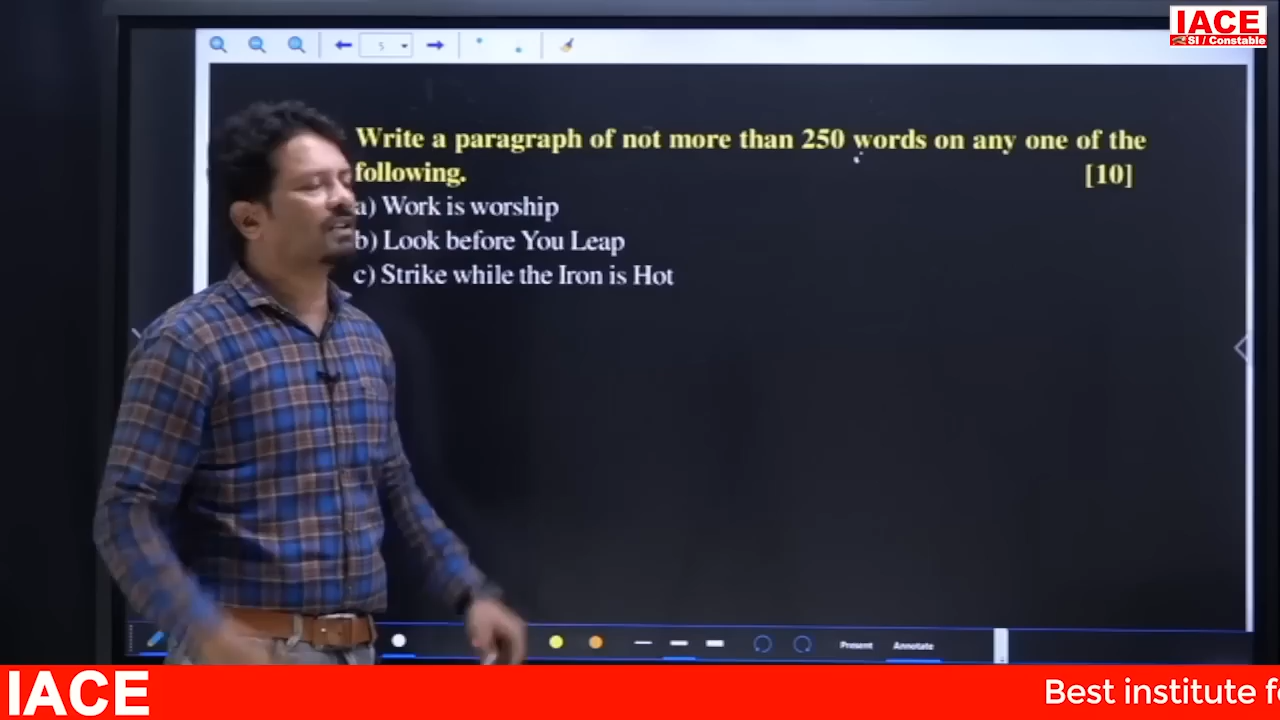 IACE
SI / Constable
5
Write a paragraph of not more than 250 words on any one of the
following. [10]
a) Work is worship
b) Look before You Leap
c) Strike while the Iron is Hot
Present Annotate
IACE
Best institute